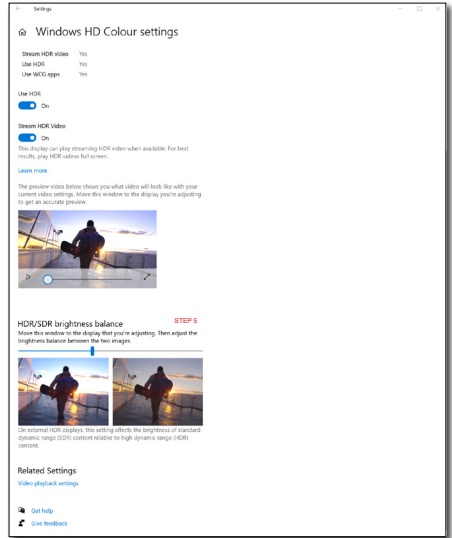 Settings
Windows HD Colour settings
Stream HDR video Yes
Use HDR Yes
Use WCG apps Yes
Use HDR
On
Stream HDR Video
On
This display can play streaming HDR video when available. For best
results, play HDR videos full screen.
Learn more
The preview video below shows you what video will look like with your
current video settings. Move this window to the display you're adjusting
to get an accurate preview.
STEP 5
HDR/SDR brightness balance
Move this window to the display that you're adjusting. Then adjust the
brightness balance between the two images.
On external HDR displays, this setting effects the brightness of standard
dynamic range (SDR) content relative to high dynamic range (HDR)
content.
Related Settings
Video playback settings
Get help
Give feedback